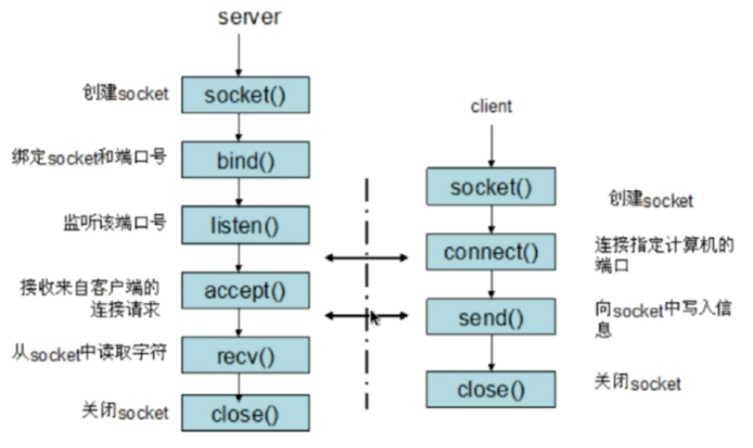 server
创建socket
socket()
绑定socket和端口号
bind()
监听该端口号
listen()
接收来自客户端的
连接请求
accept()
从socket中读取字符
recv()
关闭socket
close()
client
socket()
创建socket
connect()
连接指定计算机的
端口
send()
向socket中写入信
息
close()
关闭socket